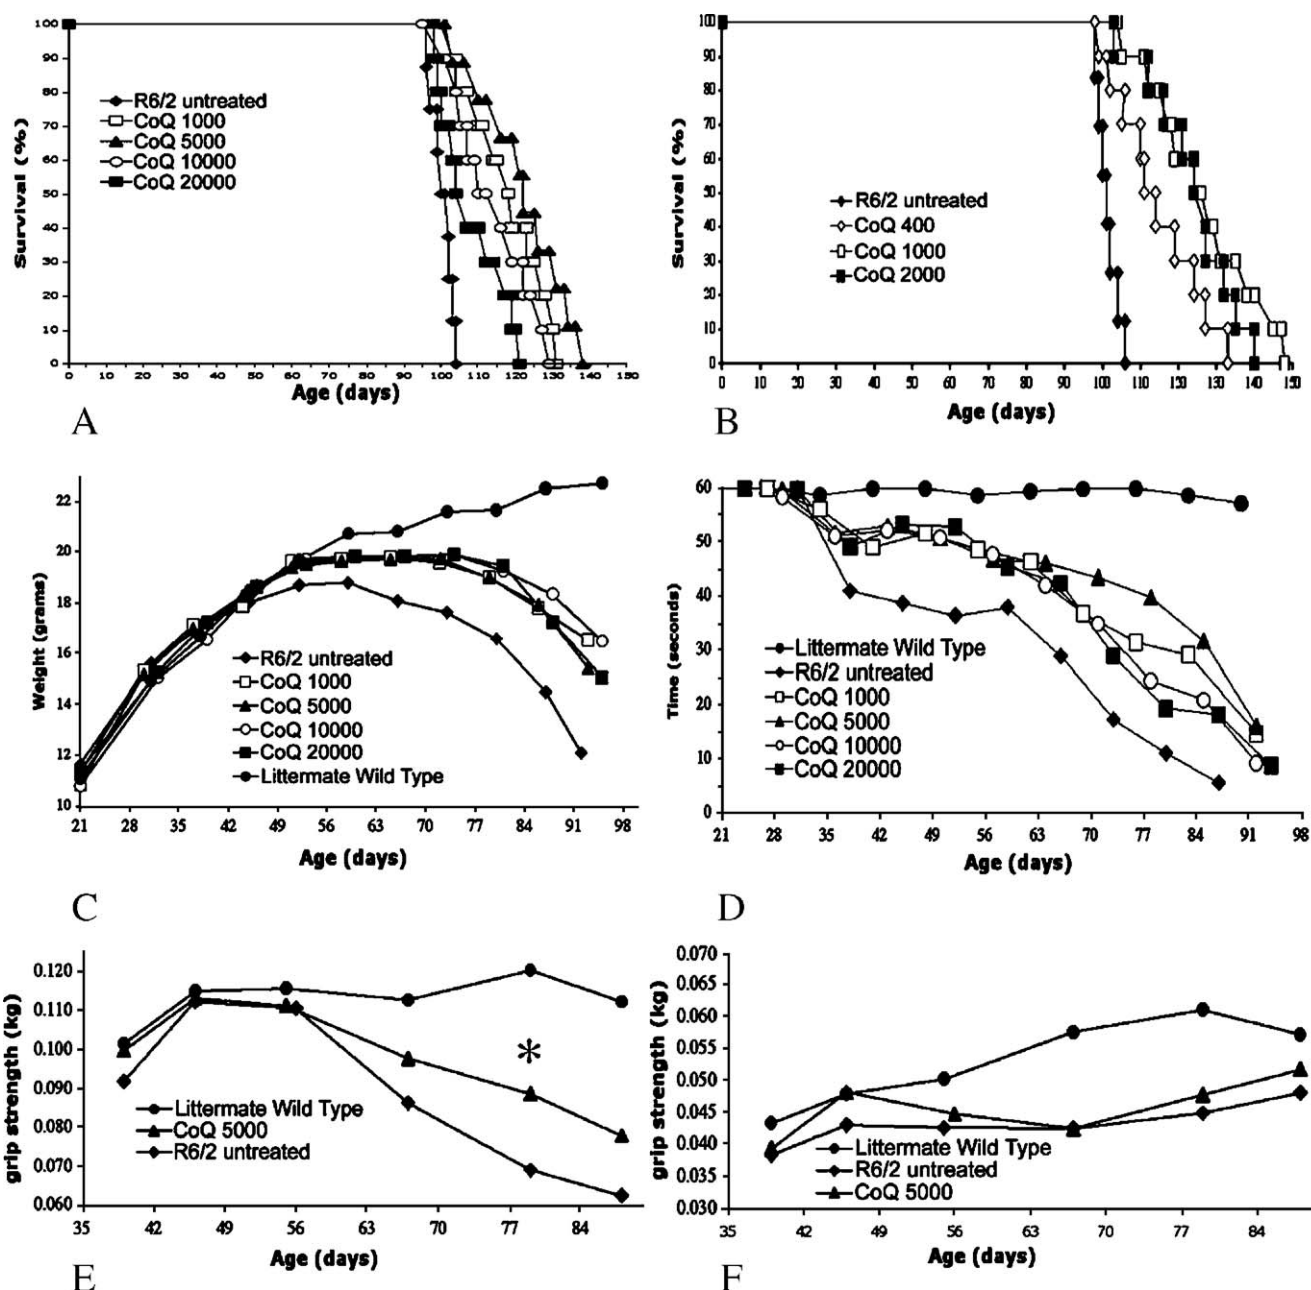 100
90
80
70
60
50
40
30
20
10
0
Survival (%)
R6/2 untreated
CoQ 1000
CoQ 5000
CoQ 10000
CoQ 20000
0 10 20 30 40 50 60 70 80 90 100 110 120 130 140 150
Age (days)
A
100
90
80
70
60
50
40
30
20
10
0
Survival (%)
R6/2 untreated
CoQ 400
CoQ 1000
CoQ 2000
0 10 20 30 40 50 60 70 80 90 100 110 130 140
Age (days)
B
22
20
18
16
14
12
10
Weight (grams)
R6/2 untreated
CoQ 1000
CoQ 5000
CoQ 10000
CoQ 20000
Littermate Wild Type
21 28 35 42 49 56 63 70 77 84 91 98
Age (days)
C
60
50
40
30
20
10
0
Time (seconds)
Littermate Wild Type
R6/2 untreated
CoQ 1000
CoQ 5000
CoQ 10000
CoQ 20000
21 28 35 42 49 56 63 70 77 84 91 98
Age (days)
D
0.120
0.110
0.100
0.090
0.080
0.070
0.060
grip strength (kg)
*
Littermate Wild Type
CoQ 5000
R6/2 untreated
35 42 49 56 63 70 77 84
Age (days)
E
0.070
0.065
0.060
0.055
0.050
0.045
0.040
0.035
0.030
grip strength (kg)
Littermate Wild Type
R6/2 untreated
CoQ 5000
35 42 49 56 63 70 77 84
Age (days)
F